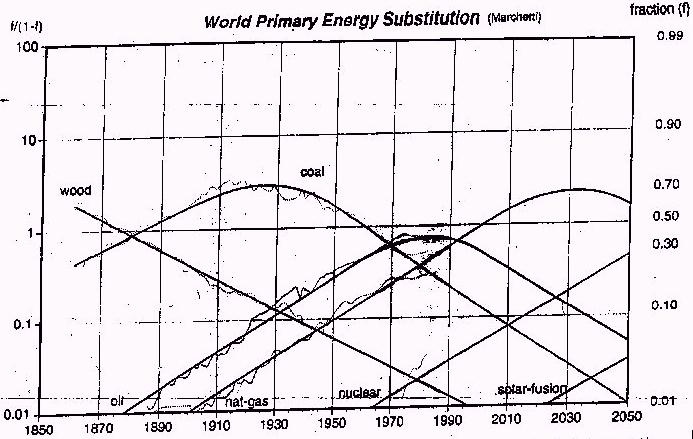 World Primary Energy Substitution (Marchetti)
f/(1-f)
fraction (f)
100
0.99
10
0.90
coal
wood
0.70
0.50
1
0.30
0.10
0.1
oil
nat-gas
nuclear
solar-fusion
0.01
0.01
1850
1870
1890
1910
1930
1950
1970
1990
2010
2030
2050